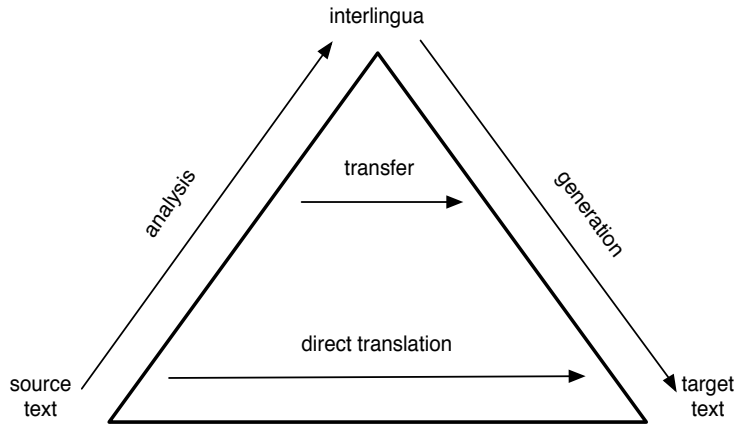 interlingua
transfer
analysis
generation
direct translation
source
text
target
text